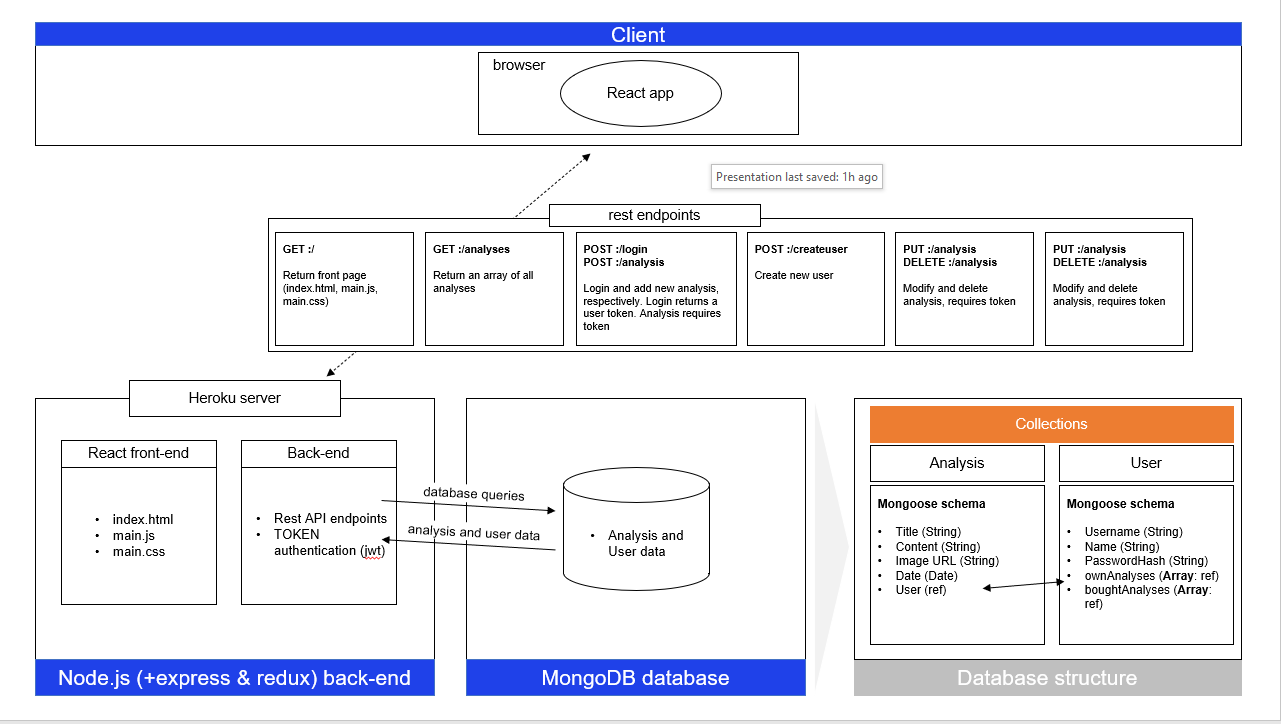 Client
browser
React app
Presentation last saved: 1h ago
rest endpoints
GET :/
Return front page
(index.html, main.js,
main.css)
GET :/analyses
Return an array of all
analyses
POST :/login
POST :/analysis
Login and add new analysis,
respectively. Login returns a
user token. Analysis requires
token
POST :/createuser
Create new user
PUT :/analysis
DELETE :/analysis
Modify and delete
analysis, requires token
PUT :/analysis
DELETE :/analysis
Modify and delete
analysis, requires token
Heroku server
React front-end
• index.html
• main.js
• main.css
Back-end
• Rest API endpoints
• TOKEN
authentication (jwt)
database queries
analysis and user data
• Analysis and
User data
Collections
Analysis
Mongoose schema
• Title (String)
• Content (String)
• Image URL (String)
• Date (Date)
• User (ref)
User
Mongoose schema
• Username (String)
• Name (String)
• PasswordHash (String)
• ownAnalyses (Array: ref)
• boughtAnalyses (Array:
ref)
Node.js (+express & redux) back-end
MongoDB database
Database structure